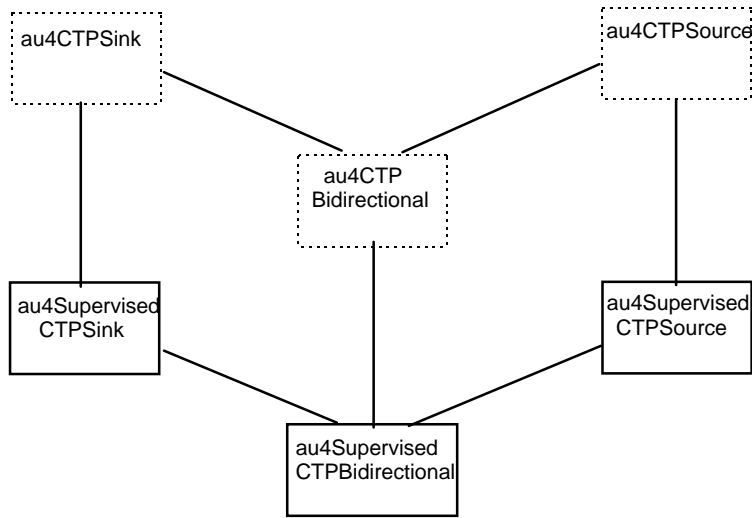 au4CTPSink
au4CTPSource
au4CTP
Bidirectional
au4Supervised
CTPSink
au4Supervised
CTPSource
au4Supervised
CTPBidirectional